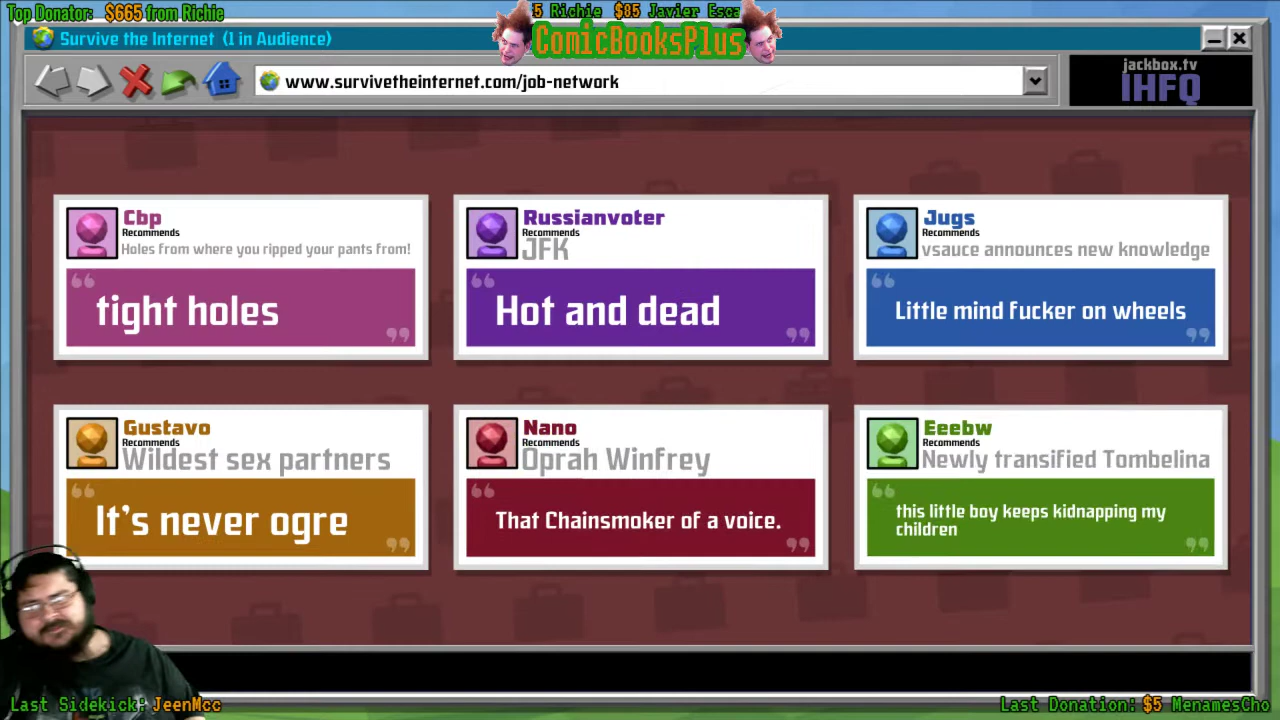 Top Donator: $665 from Richie
5 Richie $85 Javier Esca
ComicBooksPlus
Survive the Internet (1 in Audience)
www.survivetheinternet.com/job-network
jackbox.tv
IHFQ
Cbp
Recommends
Holes from where you ripped your pants from!
tight holes
Russianvoter
Recommends
JFK
Hot and dead
Jugs
Recommends
vsauce announces new knowledge
Little mind fucker on wheels
Gustavo
Recommends
Wildest sex partners
It's never ogre
Nano
Recommends
Oprah Winfrey
That Chainsmoker of a voice.
Eeebw
Recommends
Newly transified Tombelina
this little boy keeps kidnapping my
children
Last Sidekick: JeenMcc
Last Donation: $5 MenamesCho